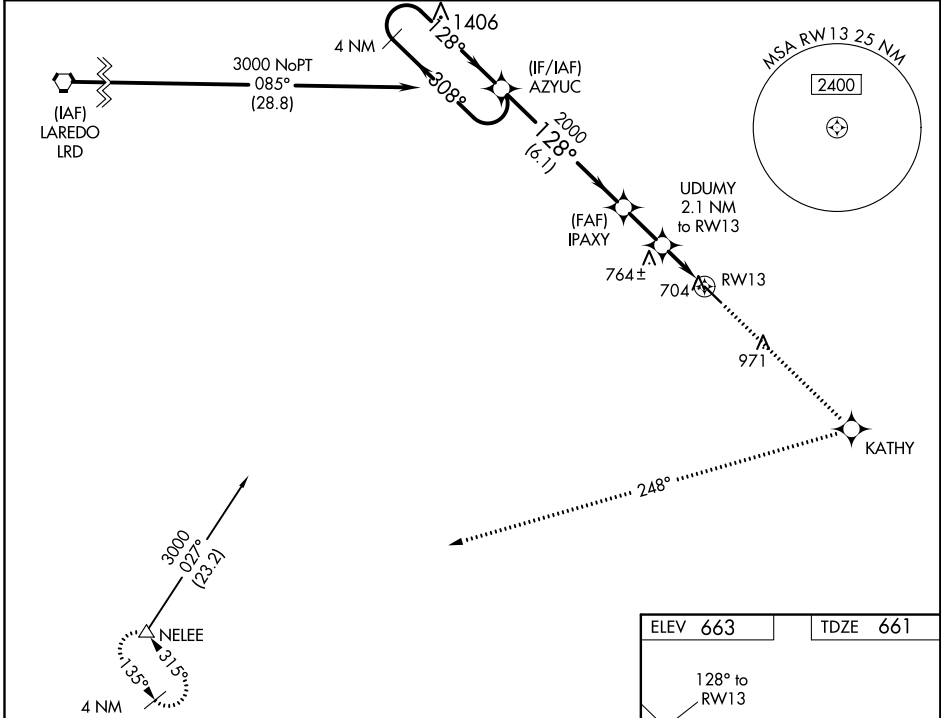 1406
128°
4 NM
308°
3000 NoPT
085°
(28.8)
(IAF)
LAREDO
LRD
(IF/IAF)
AZYUC
MSA RW13 25 NM
2400
2000
128°
(6.1)
UDUMY
2.1 NM
to RW13
(FAF)
IPAXY
764±
704
RW13
971
KATHY
248°
3000
027°
(23.2)
NELEE
135°
315°
4 NM
ELEV 663
TDZE 661
128° to
RW13